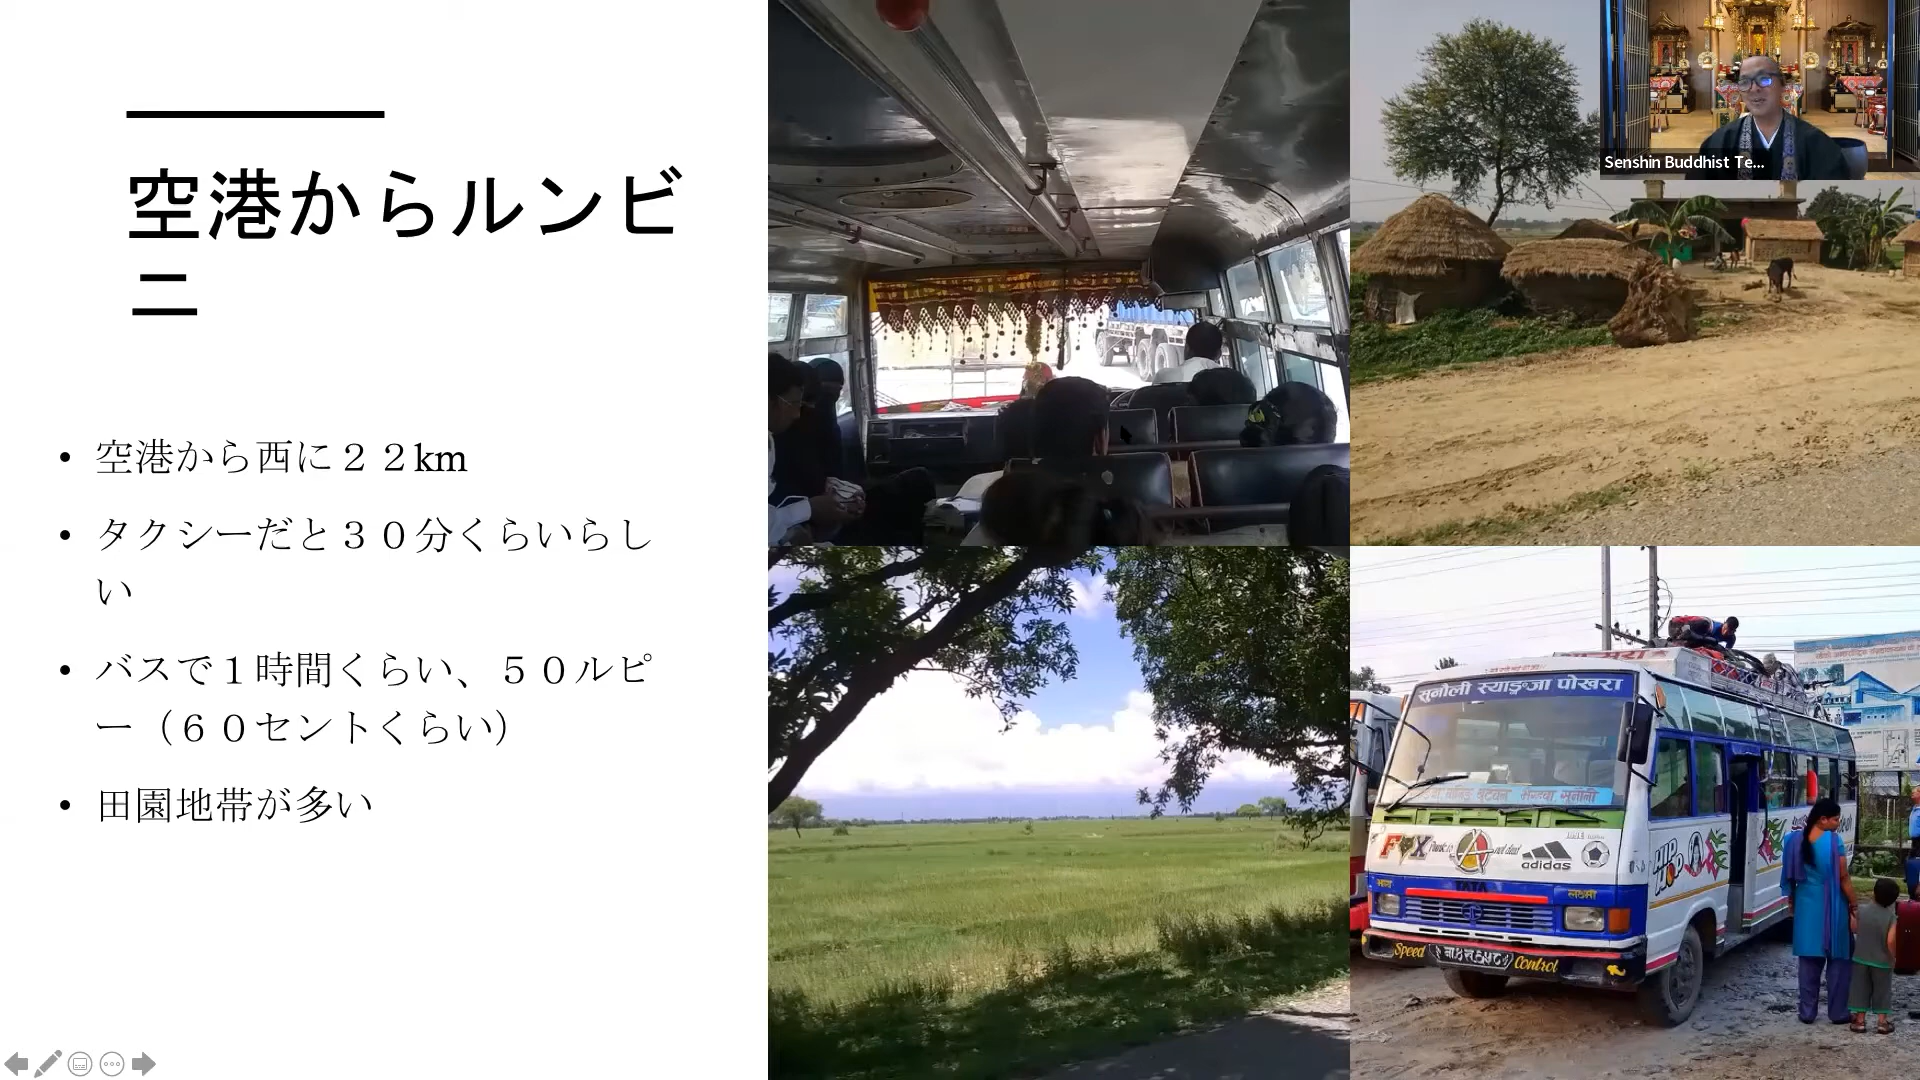 空港からルンビ
ニ
• 空港から西に２２km
• タクシーだと３０分くらいらし
い
• バスで１時間くらい、５０ルピ
ー（６０セントくらい）
• 田園地帯が多い
Senshin Buddhist Te...
सुनौली स्याङ्जा पोखरा
FOX
adidas
HIP HOP
TATA
Speed
Control